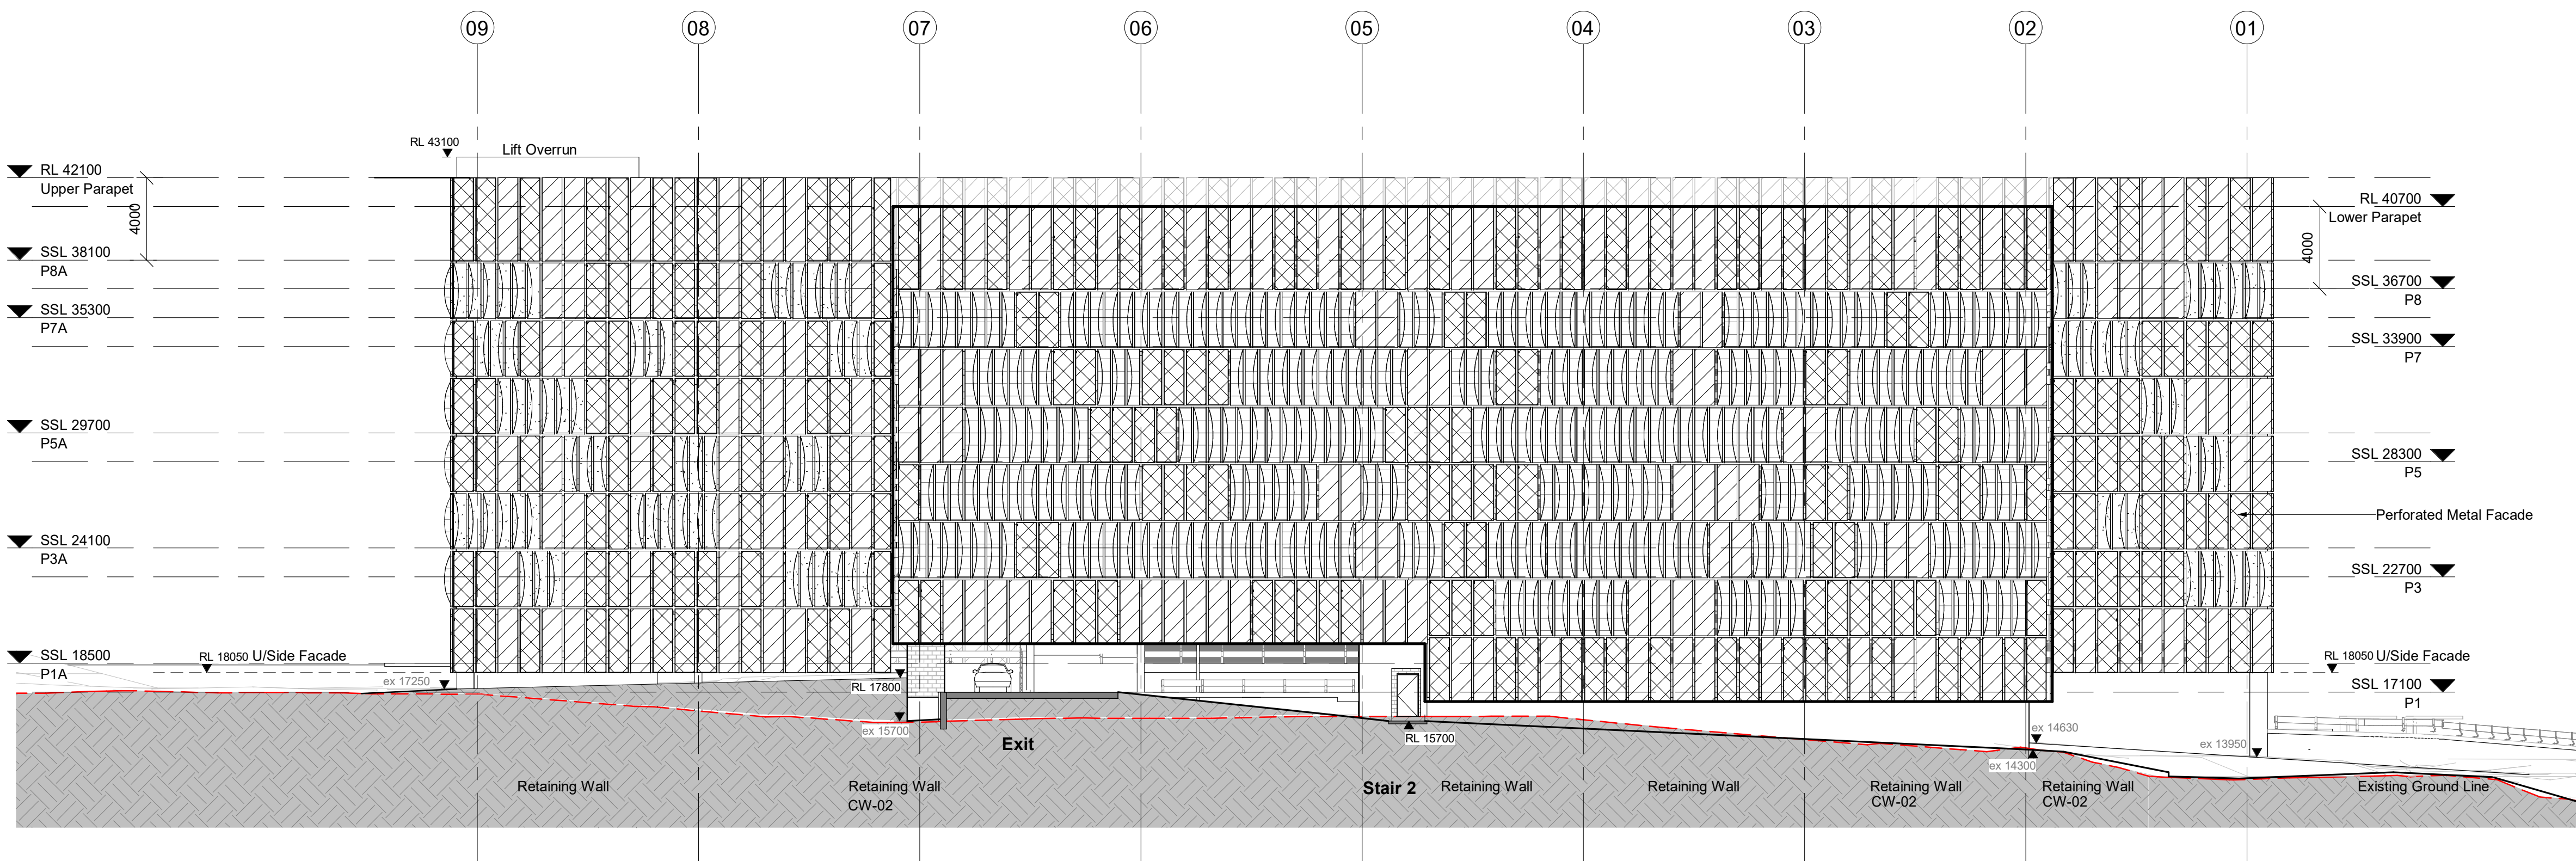 09 08 07 06 05 04 03 02 01
RL 43100
Lift Overrun
RL 42100
Upper Parapet
4000
SSL 38100
P8A
SSL 35300
P7A
SSL 29700
P5A
SSL 24100
P3A
SSL 18500
P1A
RL 18050 U/Side Facade
ex 17250
RL 40700
Lower Parapet
4000
SSL 36700
P8
SSL 33900
P7
SSL 28300
P5
Perforated Metal Facade
SSL 22700
P3
RL 18050 U/Side Facade
SSL 17100
P1
RL 17800
ex 15700
Exit
RL 15700
ex 14630
ex 14300
ex 13950
Retaining Wall
Retaining Wall
CW-02
Stair 2
Retaining Wall
Retaining Wall
Retaining Wall
CW-02
Retaining Wall
CW-02
Existing Ground Line